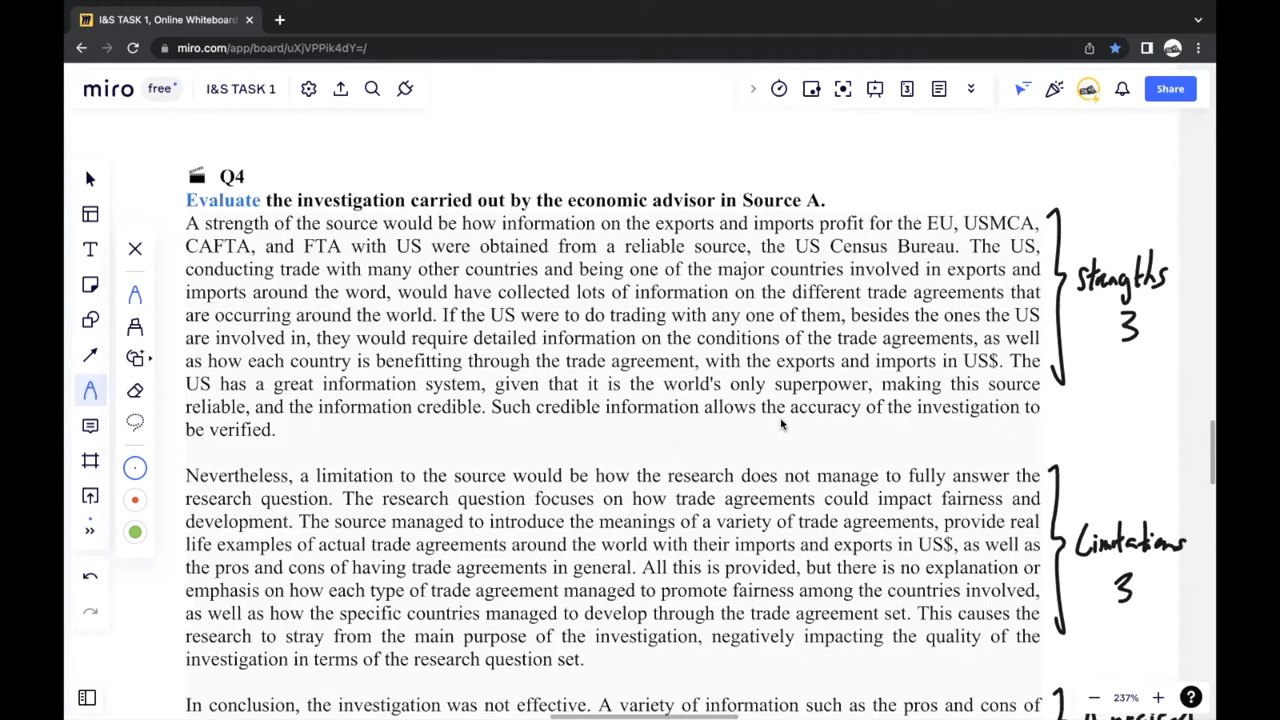 I&S TASK 1, Online Whiteboard
miro.com/app/board/uXjVPPik4dY=/
miro free I&S TASK 1
3
Share
Q4
Evaluate the investigation carried out by the economic advisor in Source A.
A strength of the source would be how information on the exports and imports profit for the EU, USMCA,
CAFTA, and FTA with US were obtained from a reliable source, the US Census Bureau. The US,
conducting trade with many other countries and being one of the major countries involved in exports and
imports around the word, would have collected lots of information on the different trade agreements that
are occurring around the world. If the US were to do trading with any one of them, besides the ones the US
are involved in, they would require detailed information on the conditions of the trade agreements, as well
as how each country is benefitting through the trade agreement, with the exports and imports in US$. The
US has a great information system, given that it is the world's only superpower, making this source
reliable, and the information credible. Such credible information allows the accuracy of the investigation to
be verified.
strengths
3
Nevertheless, a limitation to the source would be how the research does not manage to fully answer the
research question. The research question focuses on how trade agreements could impact fairness and
development. The source managed to introduce the meanings of a variety of trade agreements, provide real
life examples of actual trade agreements around the world with their imports and exports in US$, as well as
the pros and cons of having trade agreements in general. All this is provided, but there is no explanation or
emphasis on how each type of trade agreement managed to promote fairness among the countries involved,
as well as how the specific countries managed to develop through the trade agreement set. This causes the
research to stray from the main purpose of the investigation, negatively impacting the quality of the
investigation in terms of the research question set.
Limitations
3
In conclusion, the investigation was not effective. A variety of information such as the pros and cons of
237%